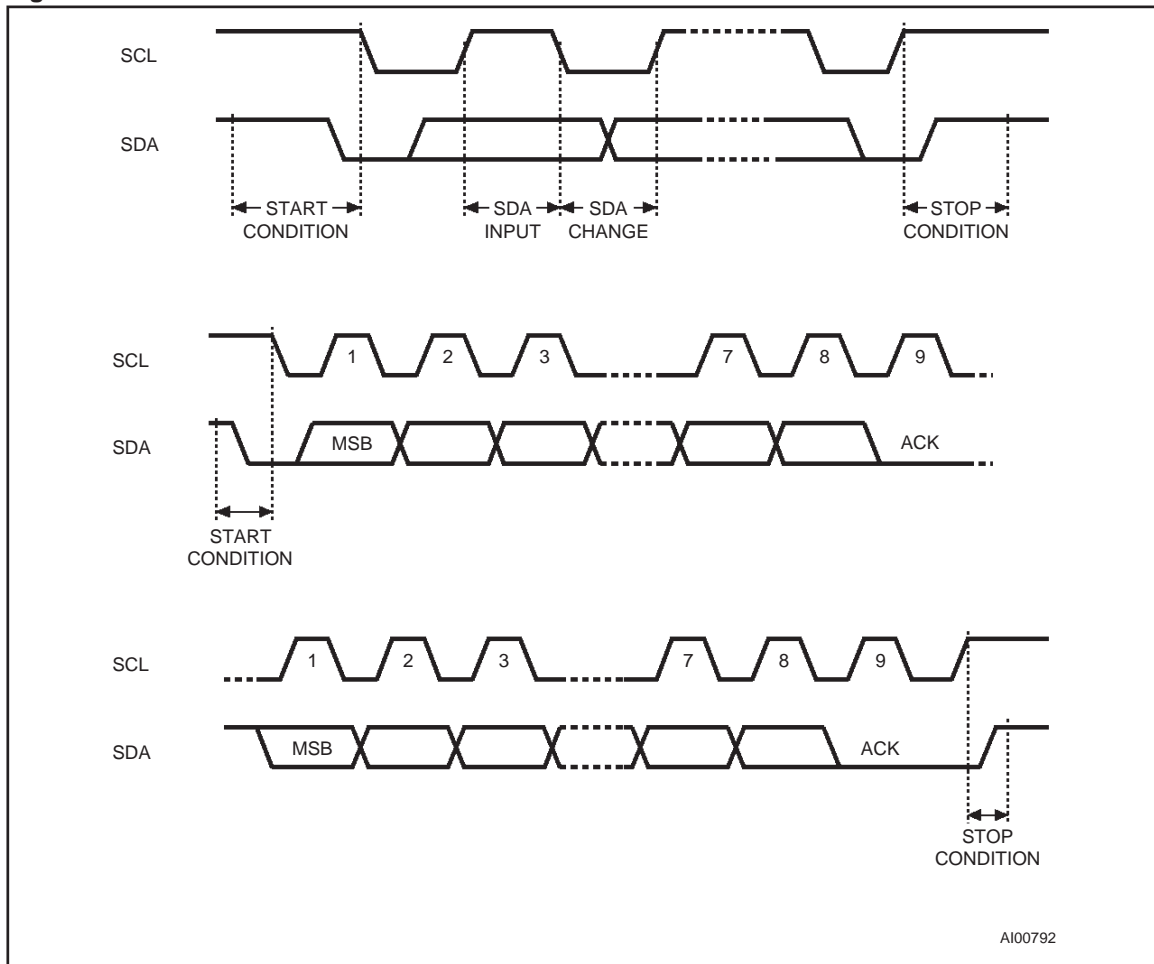 SCL
SDA
START
CONDITION
SDA
INPUT
SDA
CHANGE
STOP
CONDITION
SCL
1 2 3 7 8 9
SDA
MSB ACK
START
CONDITION
SCL
1 2 3 7 8 9
SDA
MSB ACK
STOP
CONDITION
AI00792